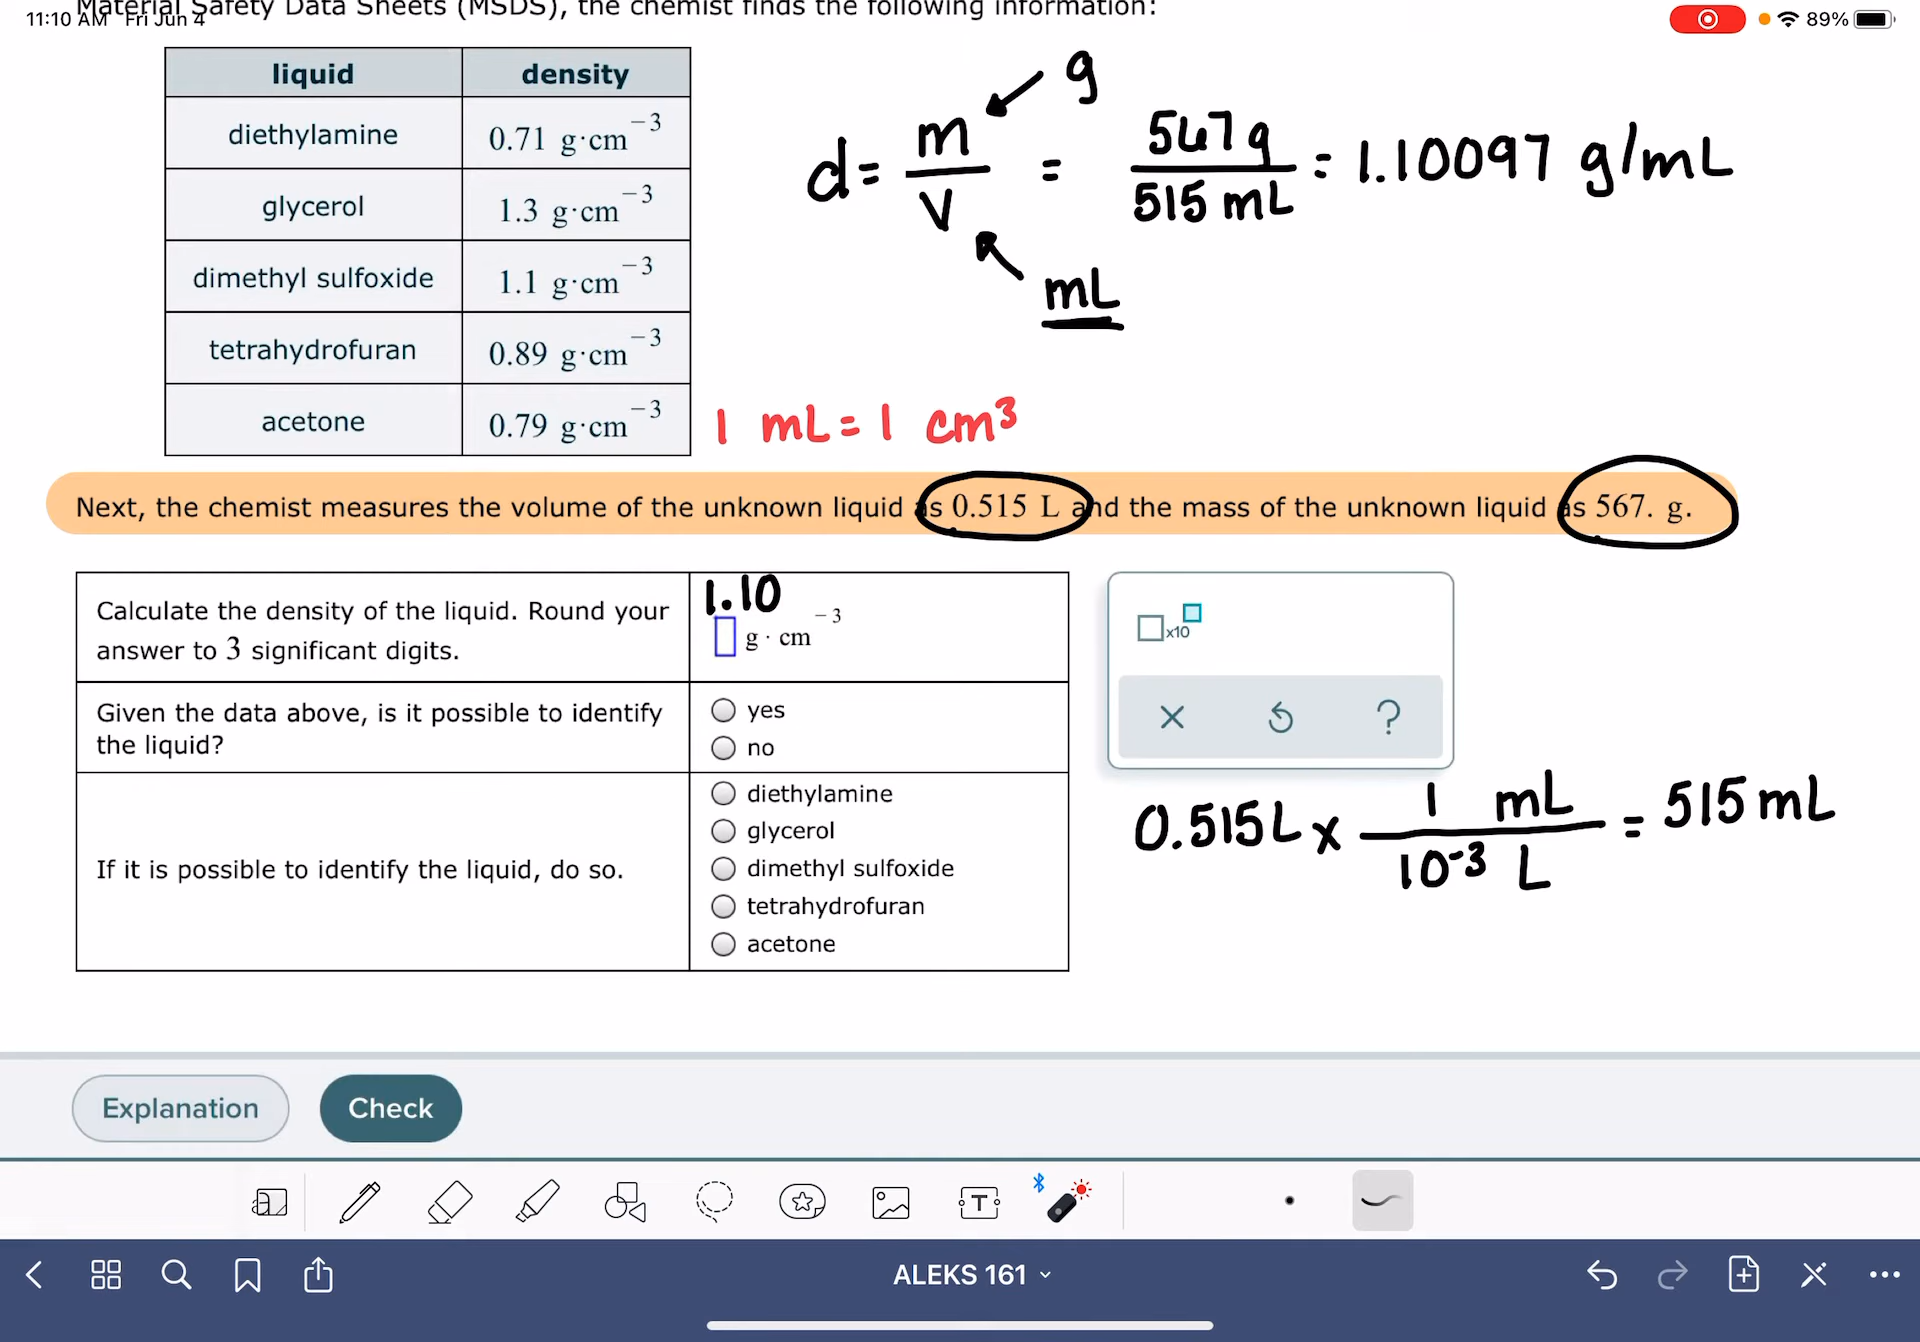 Material Safety Data Sheets (MSDS), the chemist finds the following information:
11:10 AM Fri Jun 4
89%
liquid density
diethylamine 0.71 g·cm⁻³
glycerol 1.3 g·cm⁻³
dimethyl sulfoxide 1.1 g·cm⁻³
tetrahydrofuran 0.89 g·cm⁻³
acetone 0.79 g·cm⁻³
g
d = m/V = 567g/515 mL = 1.10097 g/mL
mL
1 mL = 1 cm³
Next, the chemist measures the volume of the unknown liquid as 0.515 L and the mass of the unknown liquid as 567. g.
Calculate the density of the liquid. Round your
answer to 3 significant digits.
1.10
g · cm⁻³
x10
Given the data above, is it possible to identify
the liquid?
yes
no
?
If it is possible to identify the liquid, do so.
diethylamine
glycerol
dimethyl sulfoxide
tetrahydrofuran
acetone
0.515L x 1 mL/10⁻³ L = 515 mL
Explanation Check
a T
ALEKS 161